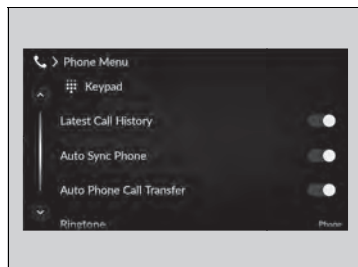 Phone Menu
Keypad
Latest Call History
Auto Sync Phone
Auto Phone Call Transfer
Ringtone Phone